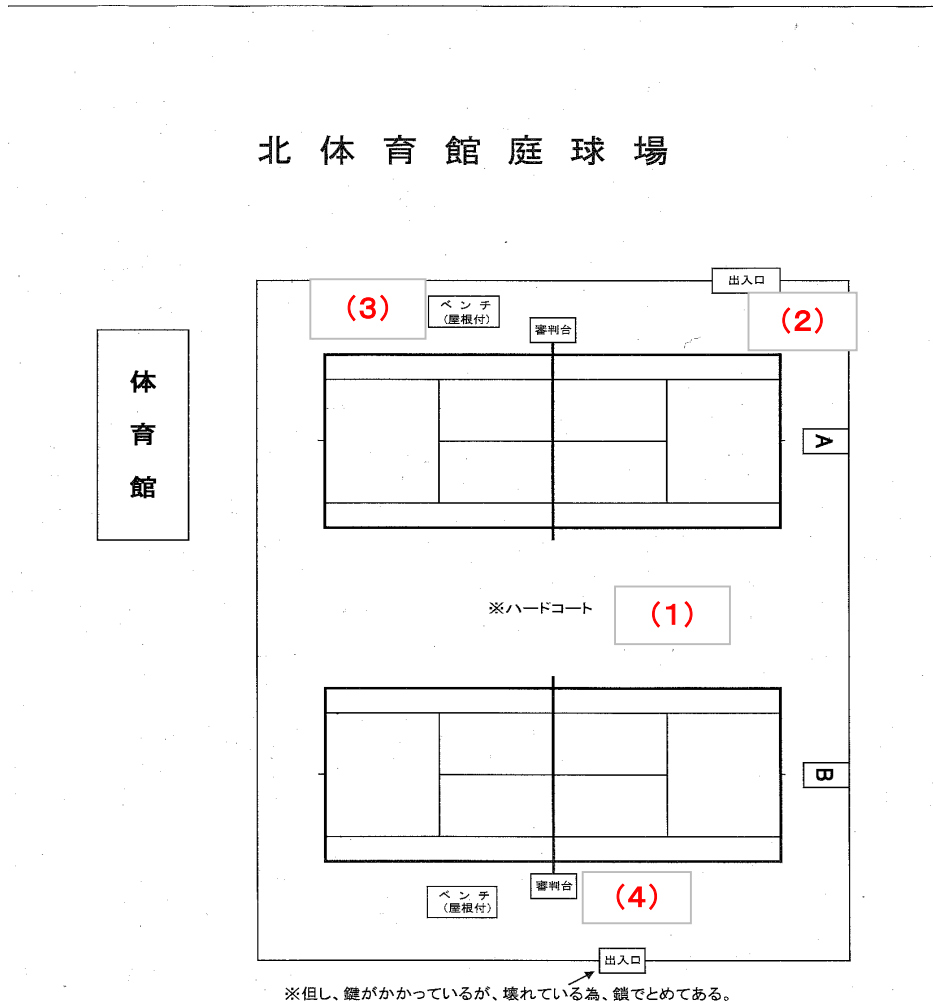 北体育館庭球場
出入口
(3)
ベンチ
(屋根付)
(2)
審判台
体育館
A
※ハードコート
(1)
B
審判台
(4)
ベンチ
(屋根付)
出入口
※但し、鍵がかかっているが、壊れている為、鎖でとめてある。